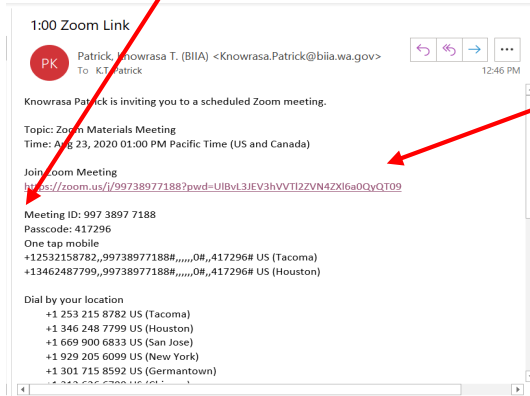 1:00 Zoom Link
PK
Patrick, Knowrasa T. (BIIA) <Knowrasa.Patrick@biia.wa.gov>
To K.T. Patrick
12:46 PM
Knowrasa Patrick is inviting you to a scheduled Zoom meeting.
Topic: Zoom Materials Meeting
Time: Aug 23, 2020 01:00 PM Pacific Time (US and Canada)
Join Zoom Meeting
https://zoom.us/j/99738977188?pwd=UlBvL3JEV3hVVTl2ZVN4ZXl6a0QyQT09
Meeting ID: 997 3897 7188
Passcode: 417296
One tap mobile
+12532158782,,99738977188#,,,,,,0#,,417296# US (Tacoma)
+13462487799,,99738977188#,,,,,,0#,,417296# US (Houston)
Dial by your location
+1 253 215 8782 US (Tacoma)
+1 346 248 7799 US (Houston)
+1 669 900 6833 US (San Jose)
+1 929 205 6099 US (New York)
+1 301 715 8592 US (Germantown)